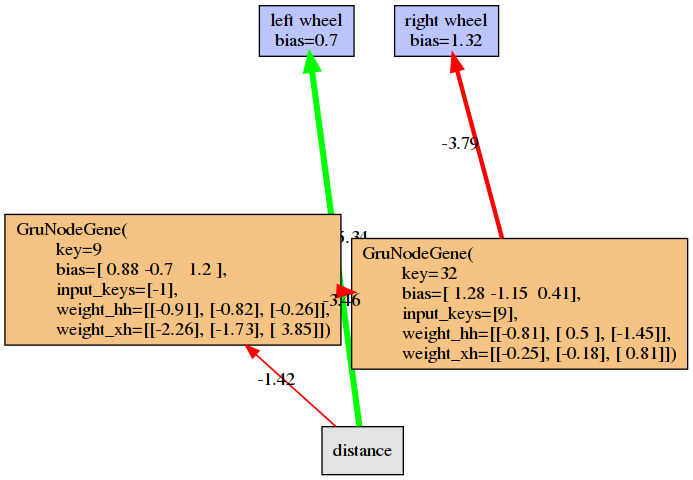 left wheel
bias=0.7
right wheel
bias=1.32
-3.79
GruNodeGene(
key=9
bias=[ 0.88 -0.7 1.2 ],
input_keys=[-1],
weight_hh=[[-0.91], [-0.82], [-0.26]],
weight_xh=[[-2.26], [-1.73], [ 3.85]])
-3.46
GruNodeGene(
key=32
bias=[ 1.28 -1.15 0.41],
input_keys=[9],
weight_hh=[[-0.81], [ 0.5 ], [-1.45]],
weight_xh=[[-0.25], [-0.18], [ 0.81]])
-1.42
distance